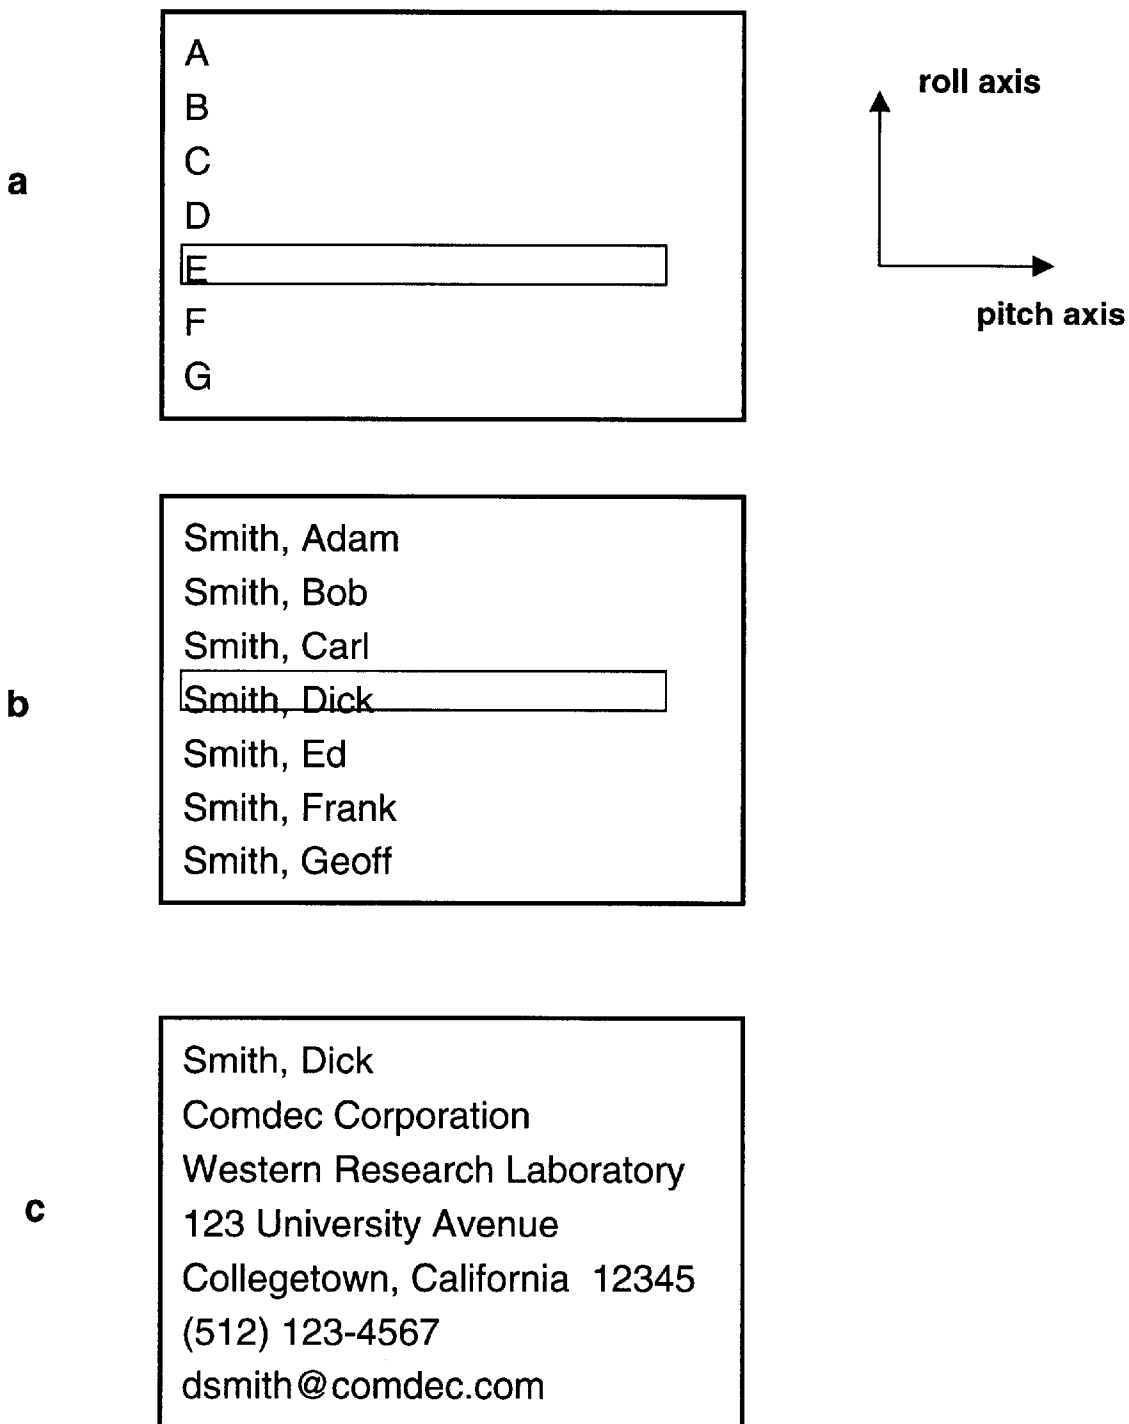 a
A
B
C
D
E
F
G
roll axis
pitch axis
b
Smith, Adam
Smith, Bob
Smith, Carl
Smith, Dick
Smith, Ed
Smith, Frank
Smith, Geoff
c
Smith, Dick
Comdec Corporation
Western Research Laboratory
123 University Avenue
Collegetown, California  12345
(512) 123-4567
dsmith@comdec.com